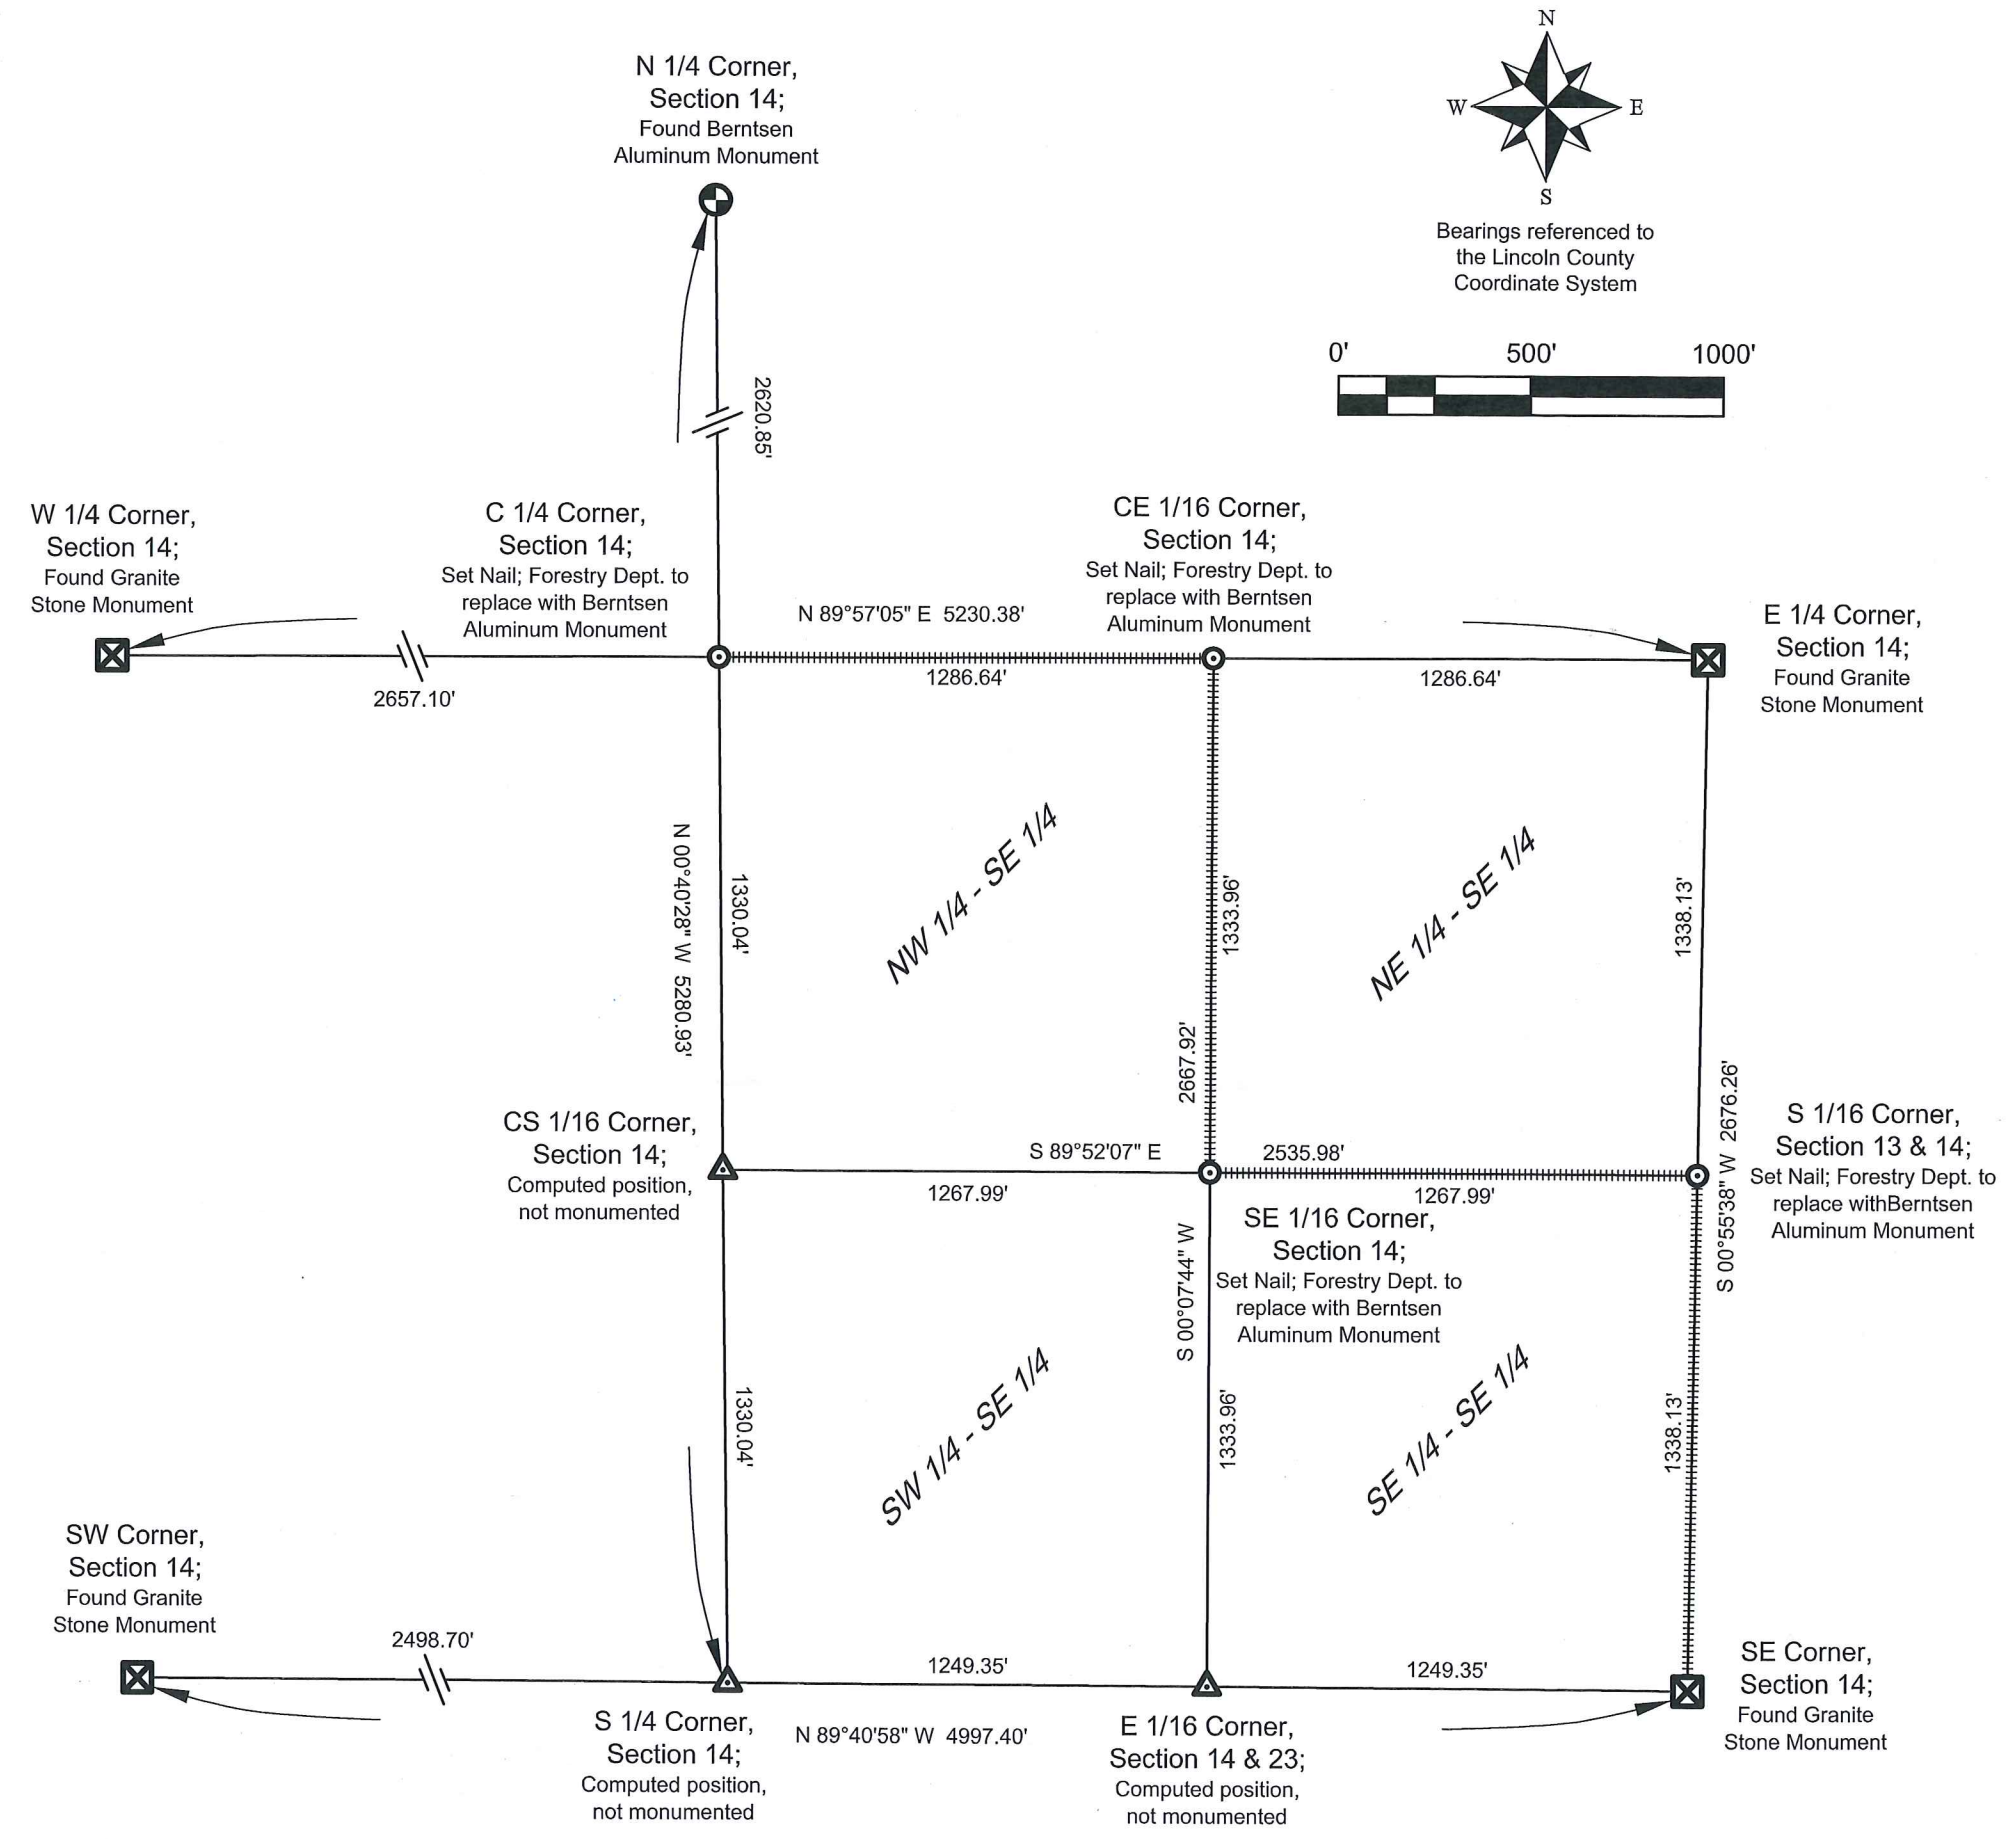 N
W
E
S
Bearings referenced to
the Lincoln County
Coordinate System
0'
500'
1000'
N 1/4 Corner,
Section 14;
Found Berntsen
Aluminum Monument
2620.85'
W 1/4 Corner,
Section 14;
Found Granite
Stone Monument
2657.10'
C 1/4 Corner,
Section 14;
Set Nail; Forestry Dept. to
replace with Berntsen
Aluminum Monument
N 89°57'05" E 5230.38'
1286.64'
CE 1/16 Corner,
Section 14;
Set Nail; Forestry Dept. to
replace with Berntsen
Aluminum Monument
1286.64'
E 1/4 Corner,
Section 14;
Found Granite
Stone Monument
N 00°40'28" W 5280.93'
1330.04'
NW 1/4 - SE 1/4
1333.96'
2667.92'
NE 1/4 - SE 1/4
1338.13'
S 00°55'38" W 2676.26'
CS 1/16 Corner,
Section 14;
Computed position,
not monumented
S 89°52'07" E
2535.98'
1267.99'
1267.99'
S 1/16 Corner,
Section 13 & 14;
Set Nail; Forestry Dept. to
replace withBerntsen
Aluminum Monument
SE 1/16 Corner,
Section 14;
Set Nail; Forestry Dept. to
replace with Berntsen
Aluminum Monument
S 00°07'44" W
1330.04'
SW 1/4 - SE 1/4
1333.96'
SE 1/4 - SE 1/4
1338.13'
SW Corner,
Section 14;
Found Granite
Stone Monument
2498.70'
1249.35'
1249.35'
SE Corner,
Section 14;
Found Granite
Stone Monument
S 1/4 Corner,
Section 14;
Computed position,
not monumented
N 89°40'58" W 4997.40'
E 1/16 Corner,
Section 14 & 23;
Computed position,
not monumented